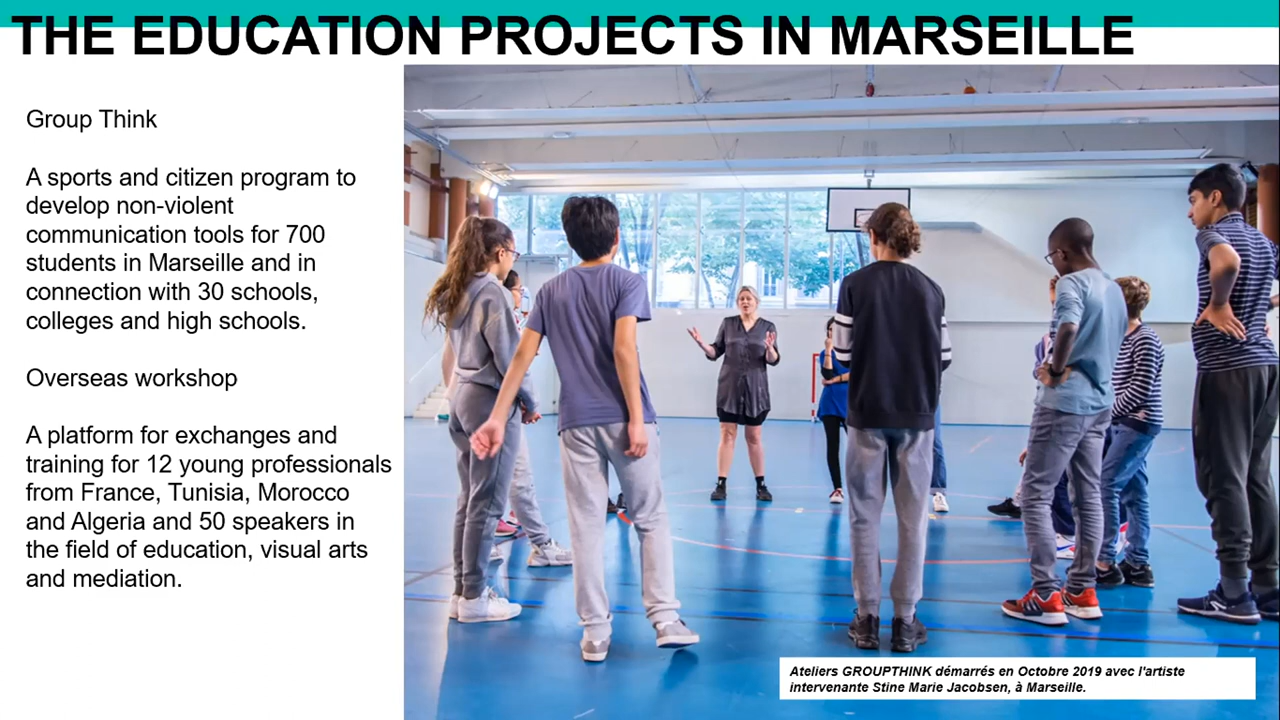 THE EDUCATION PROJECTS IN MARSEILLE
Group Think
A sports and citizen program to
develop non-violent
communication tools for 700
students in Marseille and in
connection with 30 schools,
colleges and high schools.
Overseas workshop
A platform for exchanges and
training for 12 young professionals
from France, Tunisia, Morocco
and Algeria and 50 speakers in
the field of education, visual arts
and mediation.
Ateliers GROUPTHINK démarrés en Octobre 2019 avec l'artiste
intervenante Stine Marie Jacobsen, à Marseille.